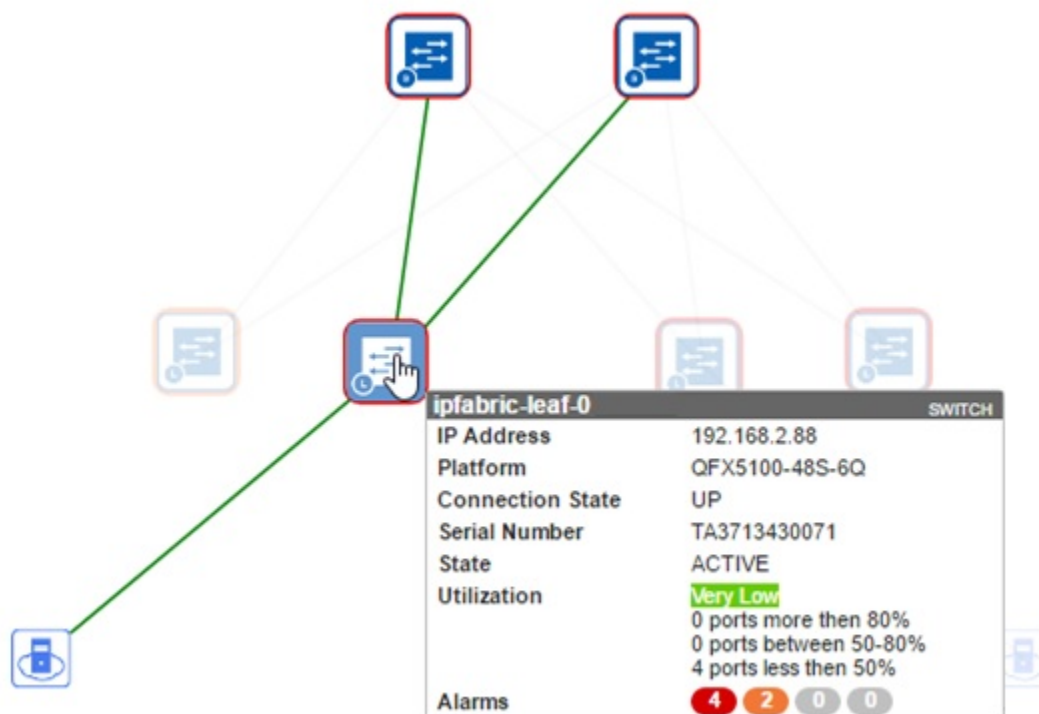 ipfabric-leaf-0 SWITCH
IP Address 192.168.2.88
Platform QFX5100-48S-6Q
Connection State UP
Serial Number TA3713430071
State ACTIVE
Utilization Very Low
0 ports more then 80%
0 ports between 50-80%
4 ports less then 50%
Alarms 4 2 0 0
L
L
L
L